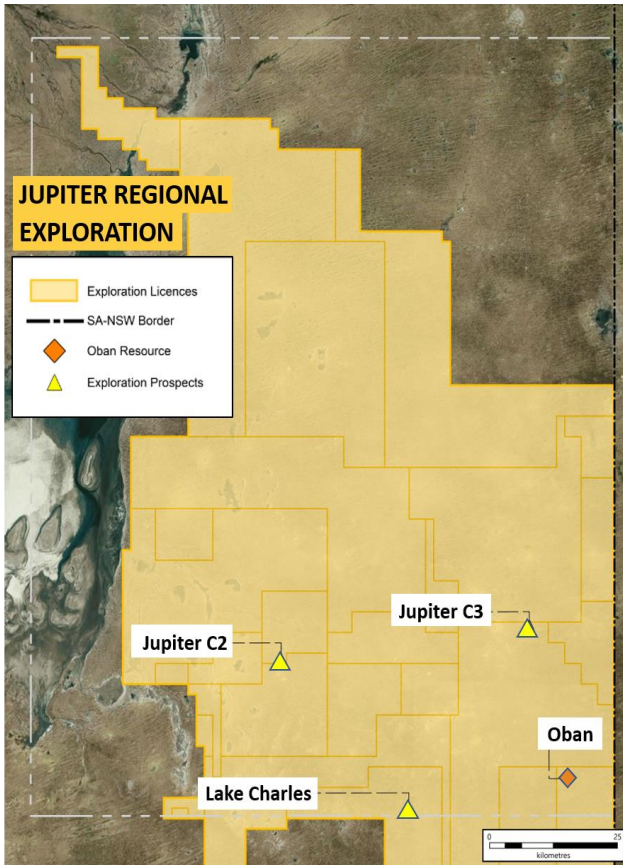 JUPITER REGIONAL
EXPLORATION
Exploration Licences
SA-NSW Border
Oban Resource
Exploration Prospects
Jupiter C3
Jupiter C2
Oban
Lake Charles
0 25
kilometres